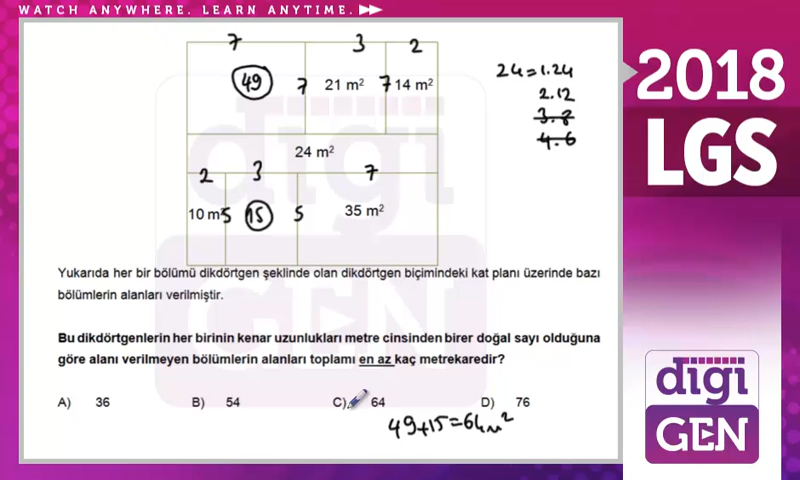 WATCH ANYWHERE. LEARN ANYTIME.
7 3 2
49 7 21 m² 7 14 m²
24 m²
2 3 7
10 m² 5 15 5 35 m²
24=1.24
2.12
3.8
4.6
2018
LGS
Yukarıda her bir bölümü dikdörtgen şeklinde olan dikdörtgen biçimindeki kat planı üzerinde bazı
bölümlerin alanları verilmiştir.
Bu dikdörtgenlerin her birinin kenar uzunlukları metre cinsinden birer doğal sayı olduğuna
göre alanı verilmeyen bölümlerin alanları toplamı en az kaç metrekaredir?
A) 36 B) 54 C) 64 D) 76
49+15=64m²
digi
GEN
digi
GEN